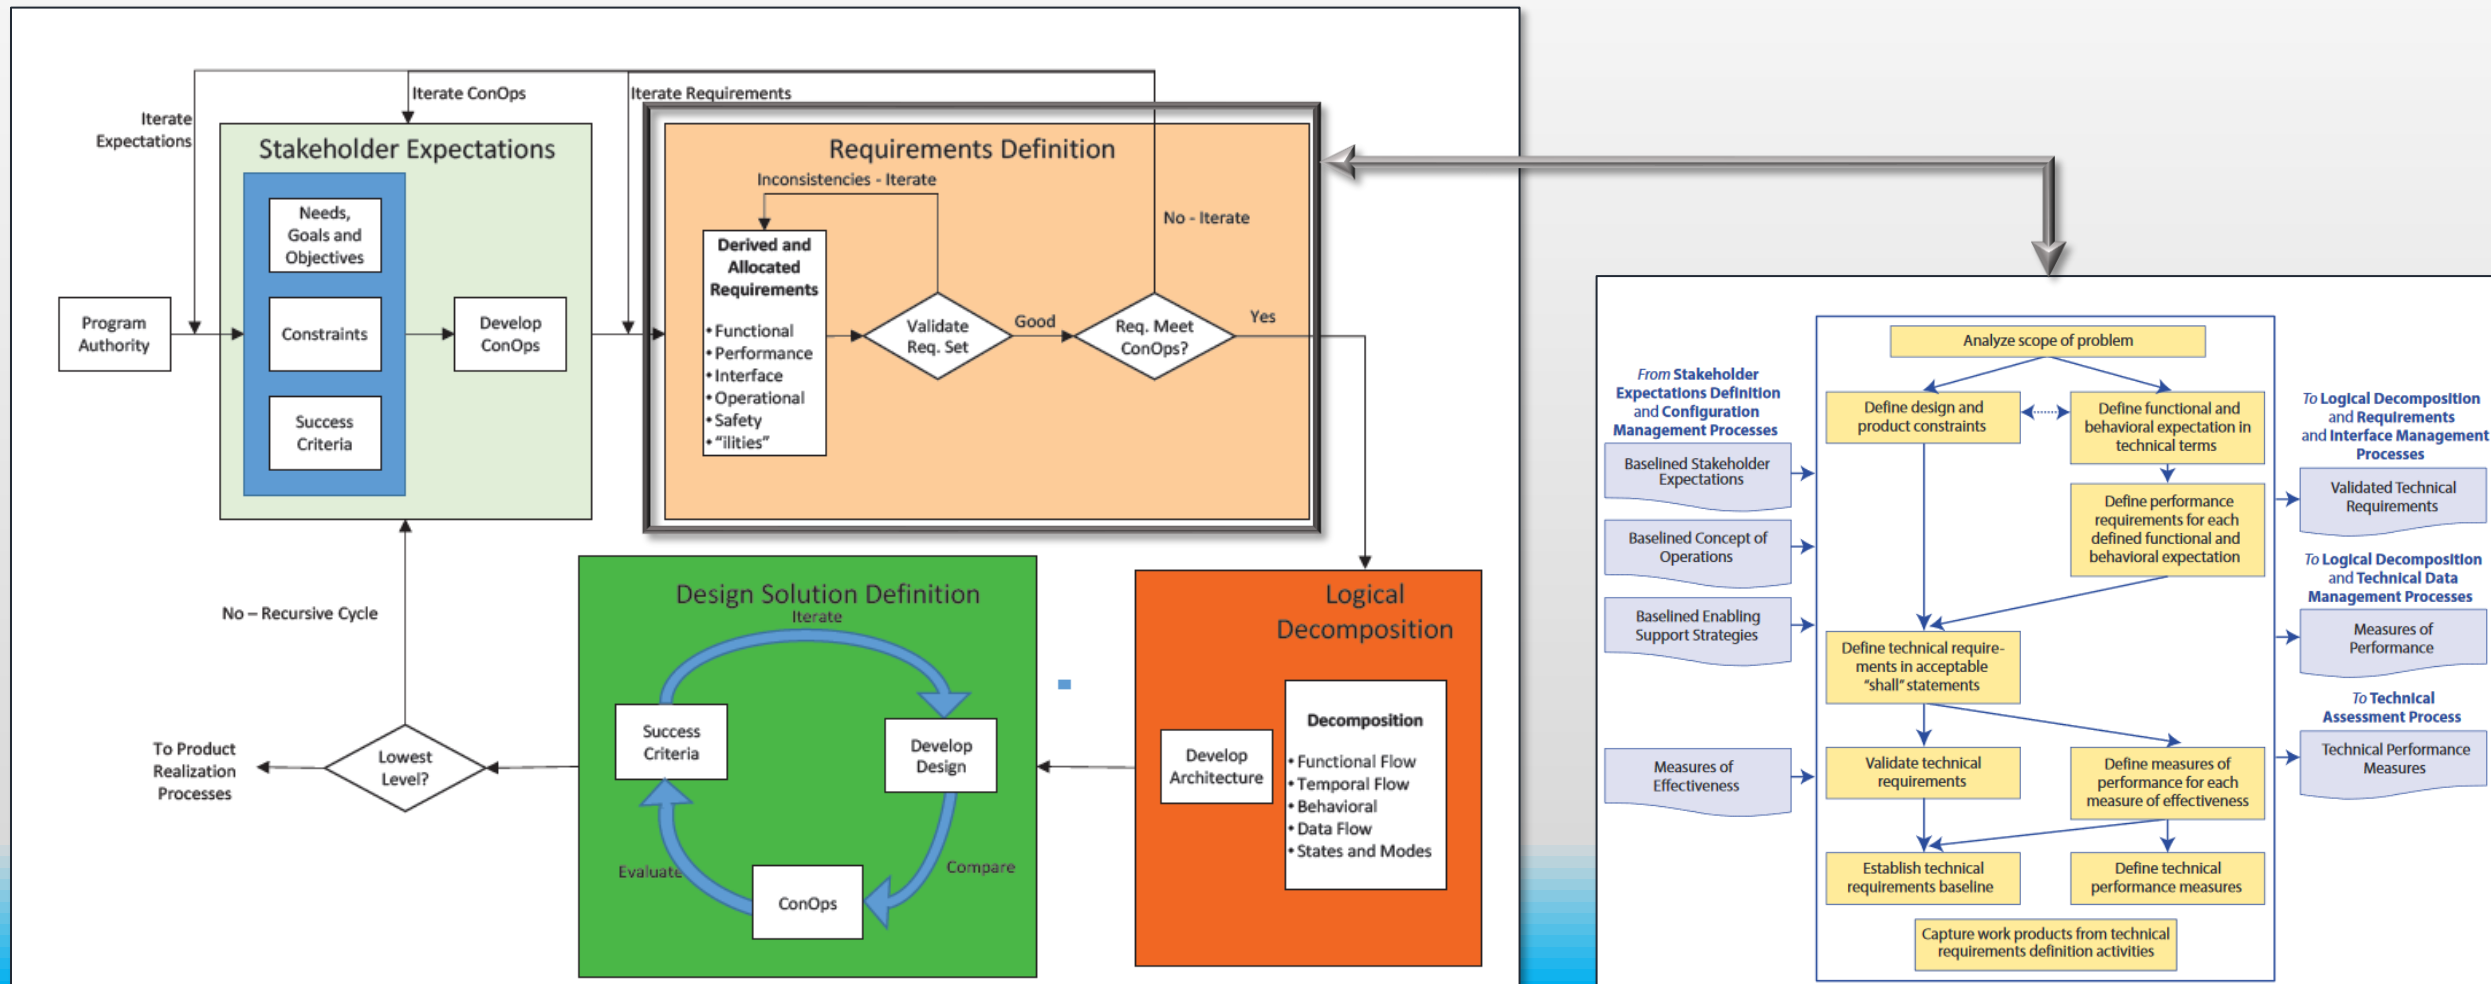 Iterate ConOps
Iterate Requirements
Iterate
Expectations
Stakeholder Expectations
Needs,
Goals and
Objectives
Constraints
Success
Criteria
Program
Authority
Develop
ConOps
Requirements Definition
Inconsistencies - Iterate
No - Iterate
Derived and
Allocated
Requirements
• Functional
• Performance
• Interface
• Operational
• Safety
• "ilities"
Validate
Req. Set
Good
Req. Meet
ConOps?
Yes
No – Recursive Cycle
Design Solution Definition
Iterate
Success
Criteria
Develop
Design
Evaluate
Compare
ConOps
Logical
Decomposition
Develop
Architecture
Decomposition
• Functional Flow
• Temporal Flow
• Behavioral
• Data Flow
• States and Modes
To Product
Realization
Processes
Lowest
Level?
From Stakeholder
Expectations Definition
and Configuration
Management Processes
Baselined Stakeholder
Expectations
Baselined Concept of
Operations
Baselined Enabling
Support Strategies
Measures of
Effectiveness
Analyze scope of problem
Define design and
product constraints
Define functional and
behavioral expectation in
technical terms
Define performance
requirements for each
defined functional and
behavioral expectation
Define technical require-
ments in acceptable
"shall" statements
Validate technical
requirements
Define measures of
performance for each
measure of effectiveness
Establish technical
requirements baseline
Define technical
performance measures
Capture work products from technical
requirements definition activities
To Logical Decomposition
and Requirements
and Interface Management
Processes
Validated Technical
Requirements
To Logical Decomposition
and Technical Data
Management Processes
Measures of
Performance
To Technical
Assessment Process
Technical Performance
Measures